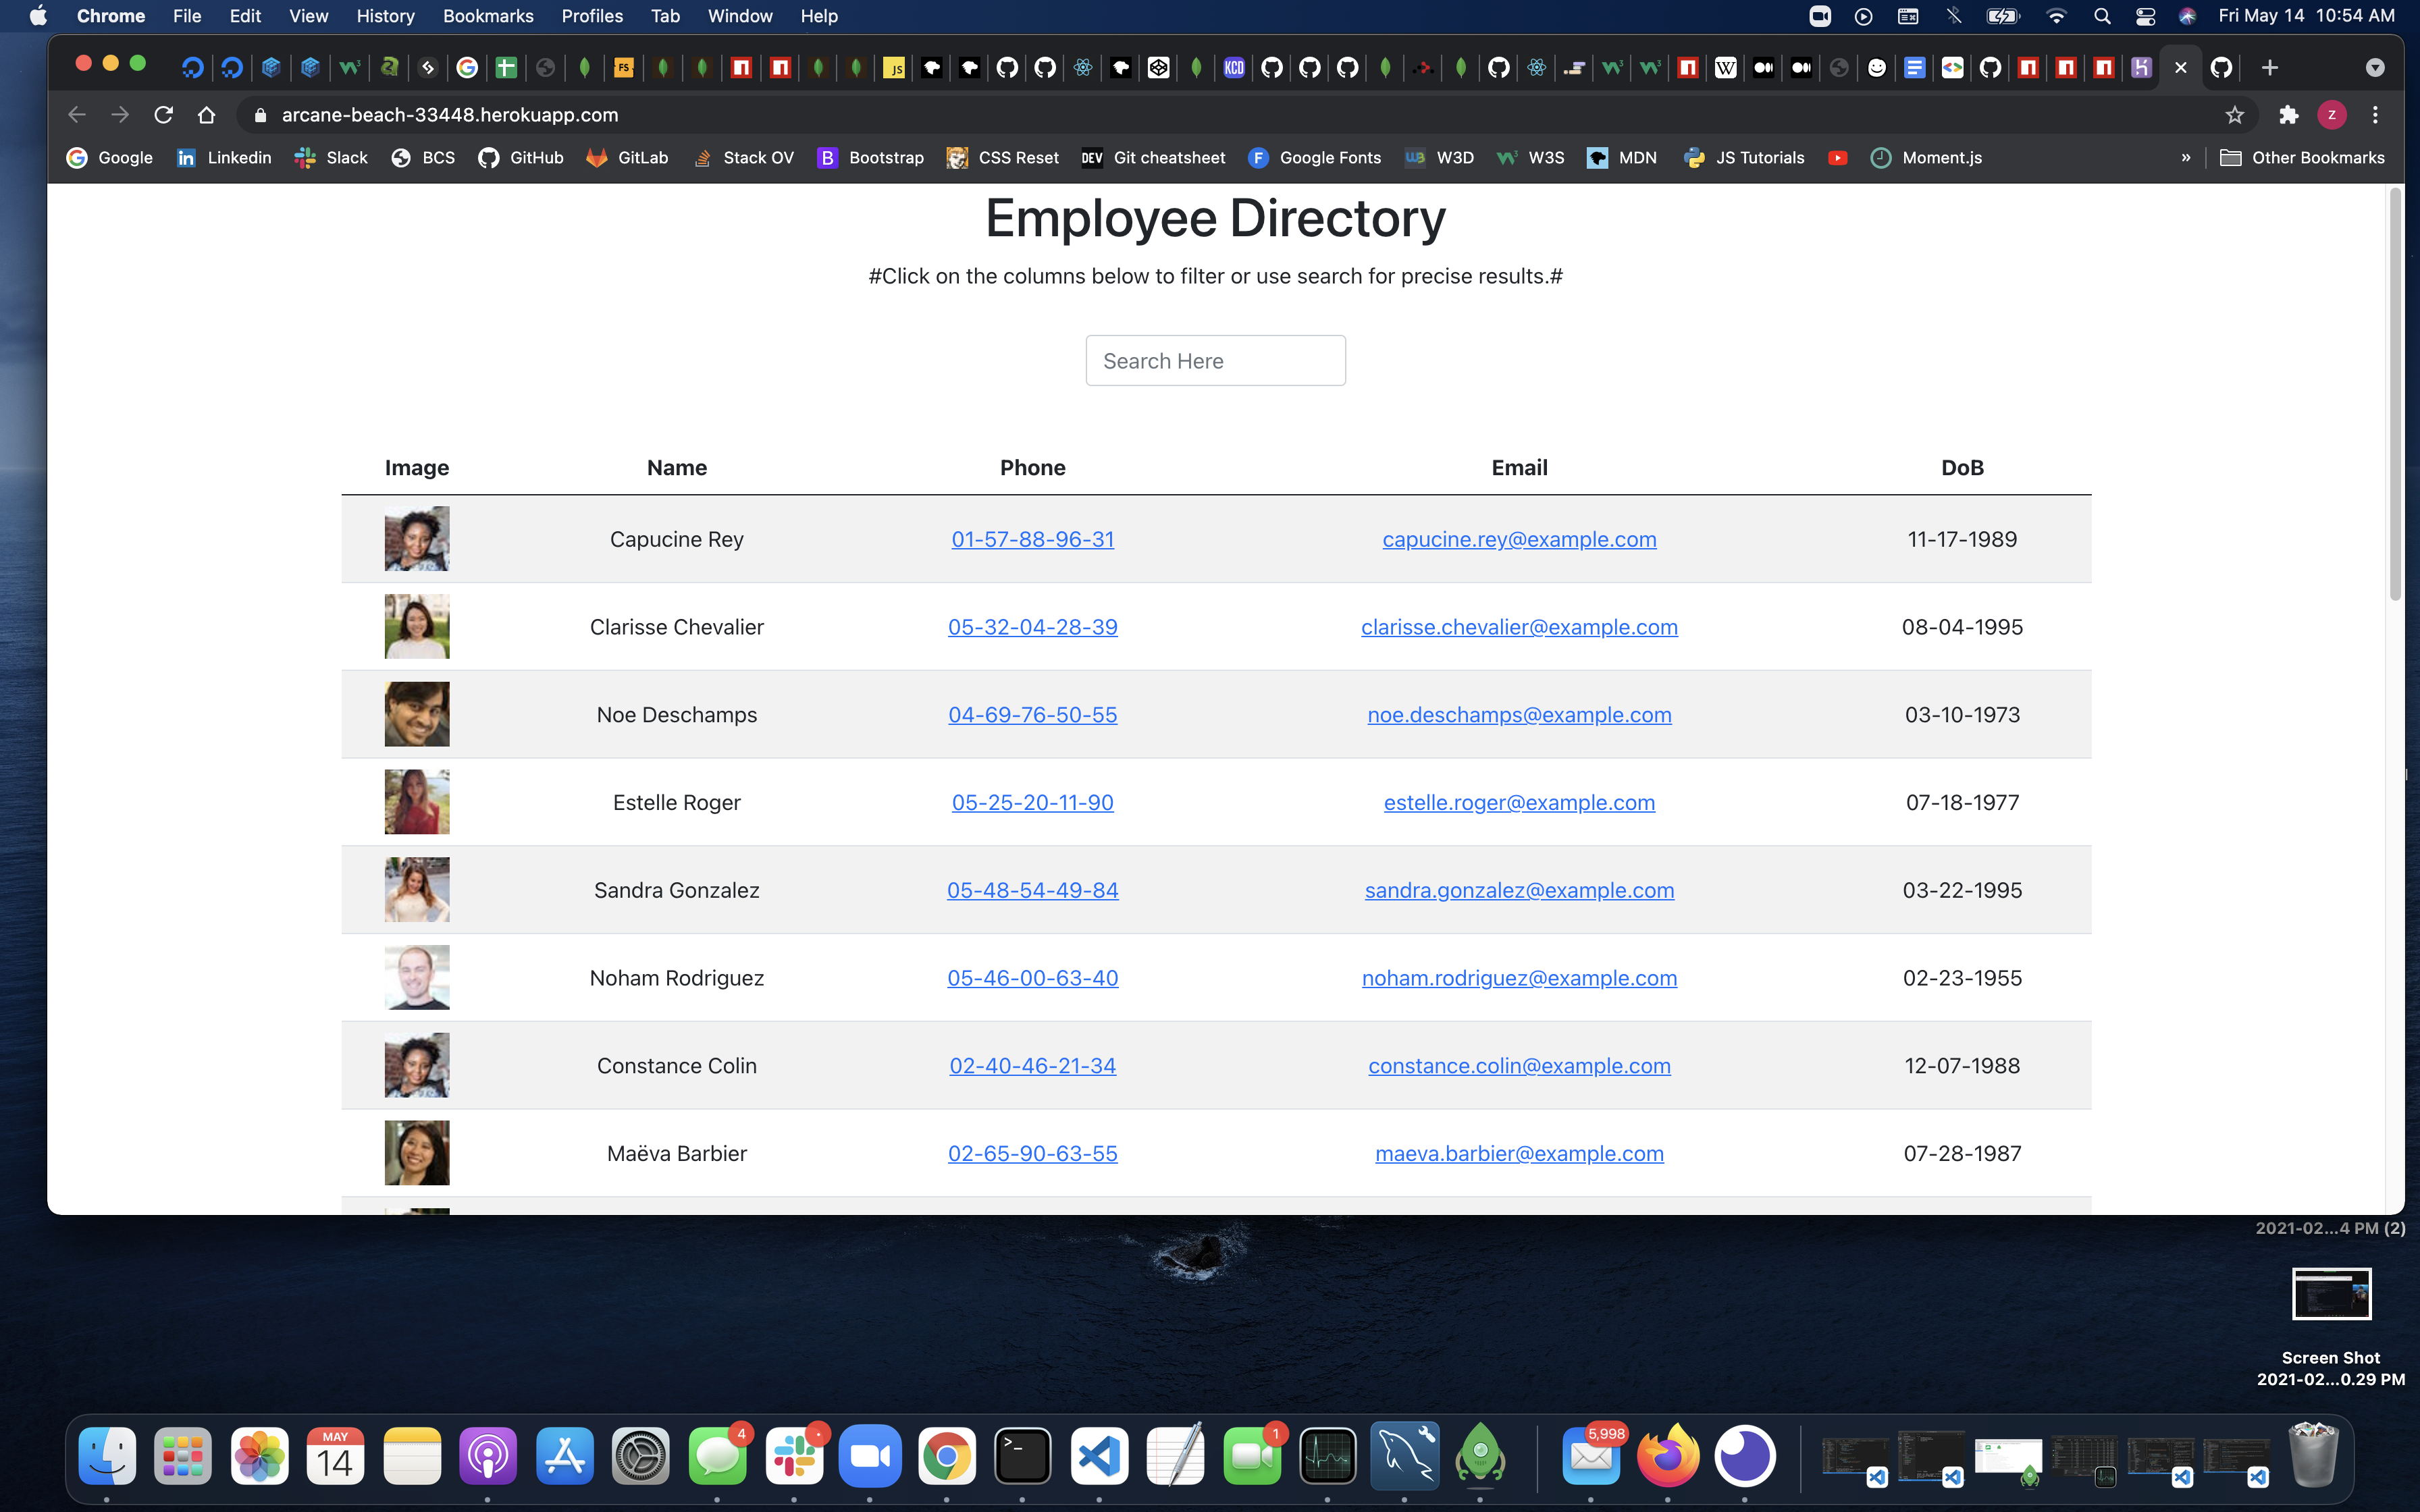 Chrome File Edit View History Bookmarks Profiles Tab Window Help Fri May 14 10:54 AM
arcane-beach-33448.herokuapp.com
Google Linkedin Slack BCS GitHub GitLab Stack OV Bootstrap CSS Reset DEV Git cheatsheet Google Fonts W3D W3S MDN JS Tutorials Moment.js » Other Bookmarks
Employee Directory
#Click on the columns below to filter or use search for precise results.#
Search Here
Image Name Phone Email DoB
Capucine Rey 01-57-88-96-31 capucine.rey@example.com 11-17-1989
Clarisse Chevalier 05-32-04-28-39 clarisse.chevalier@example.com 08-04-1995
Noe Deschamps 04-69-76-50-55 noe.deschamps@example.com 03-10-1973
Estelle Roger 05-25-20-11-90 estelle.roger@example.com 07-18-1977
Sandra Gonzalez 05-48-54-49-84 sandra.gonzalez@example.com 03-22-1995
Noham Rodriguez 05-46-00-63-40 noham.rodriguez@example.com 02-23-1955
Constance Colin 02-40-46-21-34 constance.colin@example.com 12-07-1988
Maëva Barbier 02-65-90-63-55 maeva.barbier@example.com 07-28-1987
2021-02...4 PM (2)
Screen Shot
2021-02...0.29 PM
MAY
14
4
1
5,998